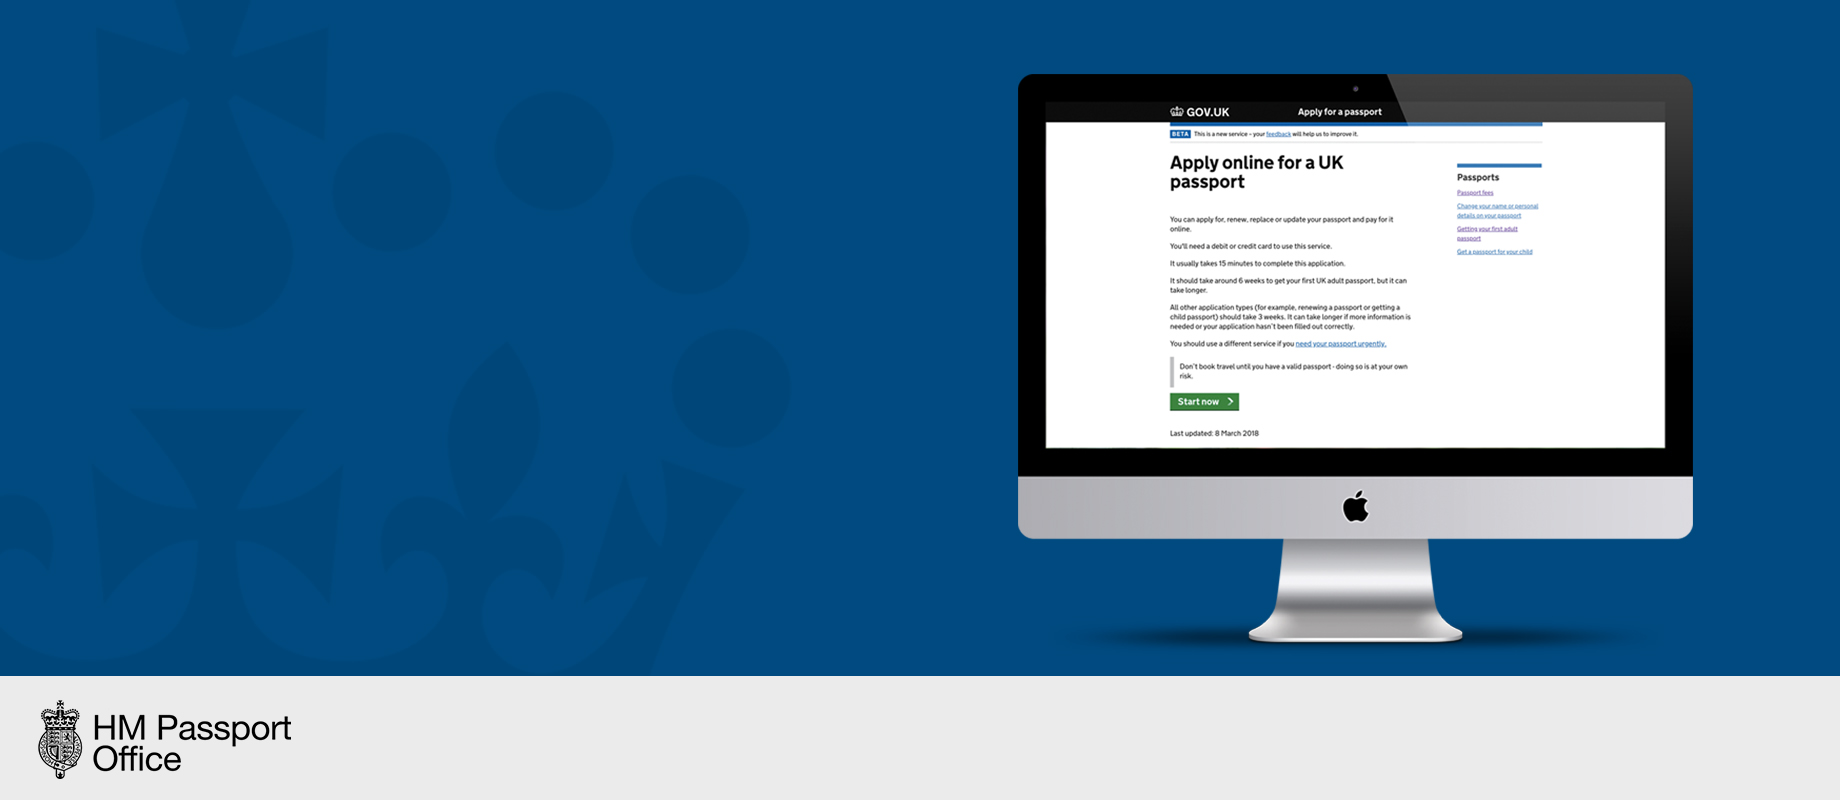 GOV.UK
Apply for a passport
BETA This is a new service – your feedback will help us to improve it.
Apply online for a UK
passport
You can apply for, renew, replace or update your passport and pay for it
online.
You'll need a debit or credit card to use this service.
It usually takes 15 minutes to complete this application.
It should take around 6 weeks to get your first UK adult passport, but it can
take longer.
All other application types (for example, renewing a passport or getting a
child passport) should take 3 weeks. It can take longer if more information is
needed or your application hasn't been filled out correctly.
You should use a different service if you need your passport urgently.
Don't book travel until you have a valid passport - doing so is at your own
risk.
Start now
Last updated: 8 March 2018
Passports
Passport fees
Change your name or personal
details on your passport
Getting your first adult
passport
Get a passport for your child
HM Passport
Office